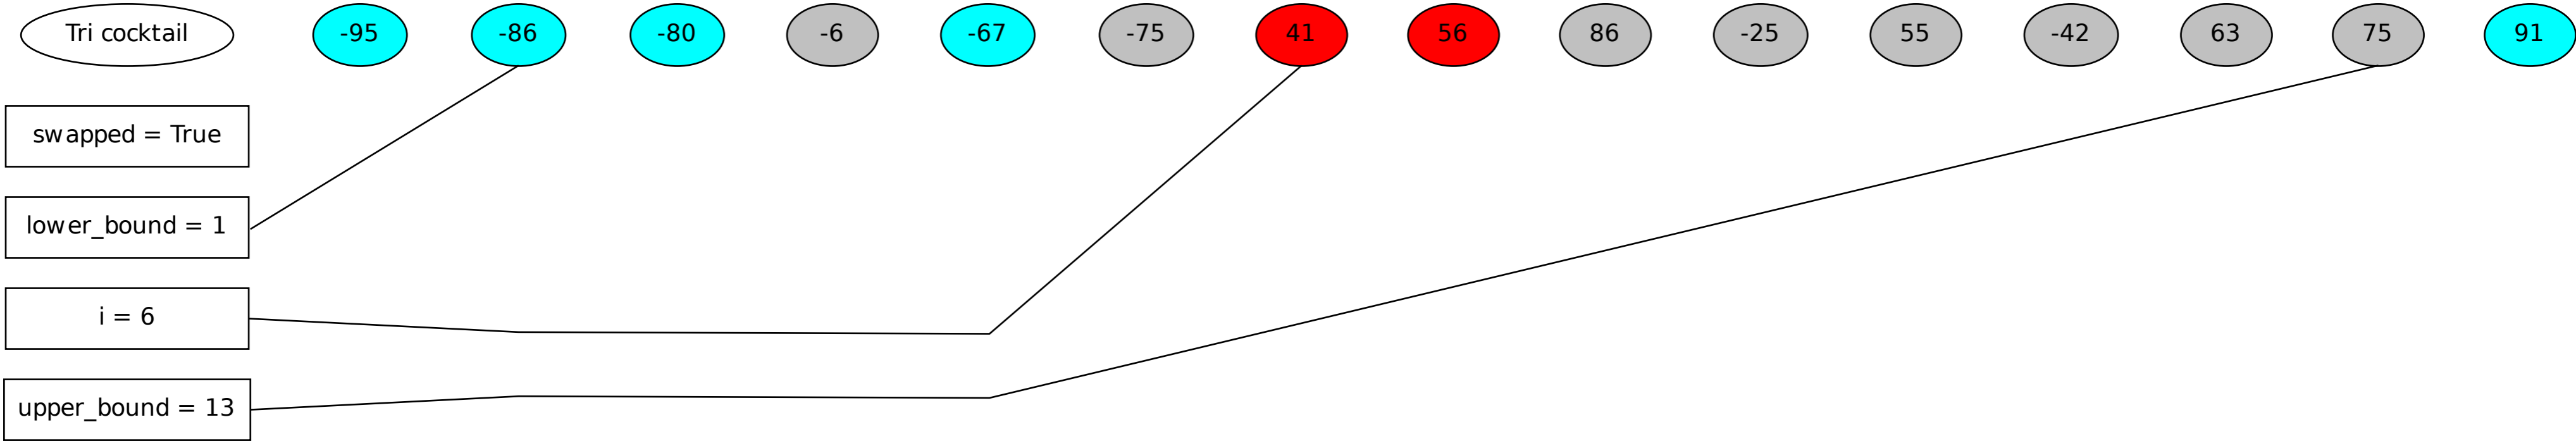 Tri cocktail -95 -86 -80 -6 -67 -75 41 56 86 -25 55 -42 63 75 91
swapped = True
lower_bound = 1
i = 6
upper_bound = 13